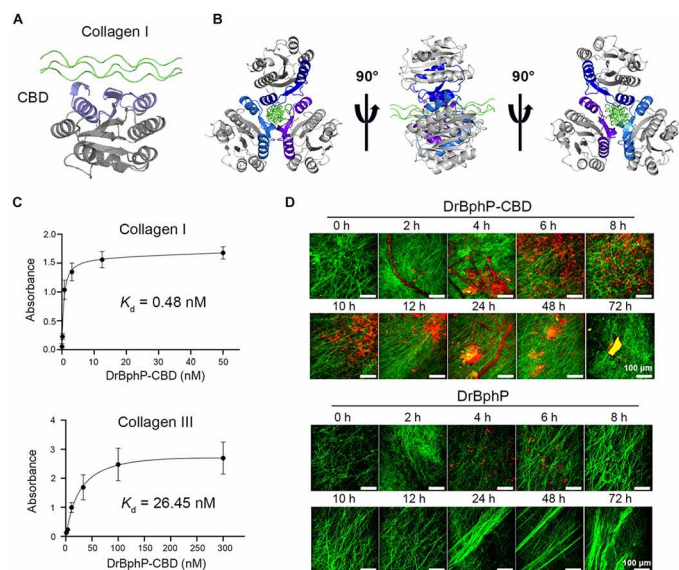 A
Collagen I
CBD
B
90°
90°
C
Collagen I
Absorbance
2.0
1.5
1.0
0.5
0.0
Kd = 0.48 nM
0 10 20 30 40 50
DrBphP-CBD (nM)
Collagen III
Absorbance
4
3
2
1
0
Kd = 26.45 nM
0 50 100 150 200 250 300
DrBphP-CBD (nM)
D
DrBphP-CBD
0 h 2 h 4 h 6 h 8 h
10 h 12 h 24 h 48 h 72 h
100 µm
DrBphP
0 h 2 h 4 h 6 h 8 h
10 h 12 h 24 h 48 h 72 h
100 µm